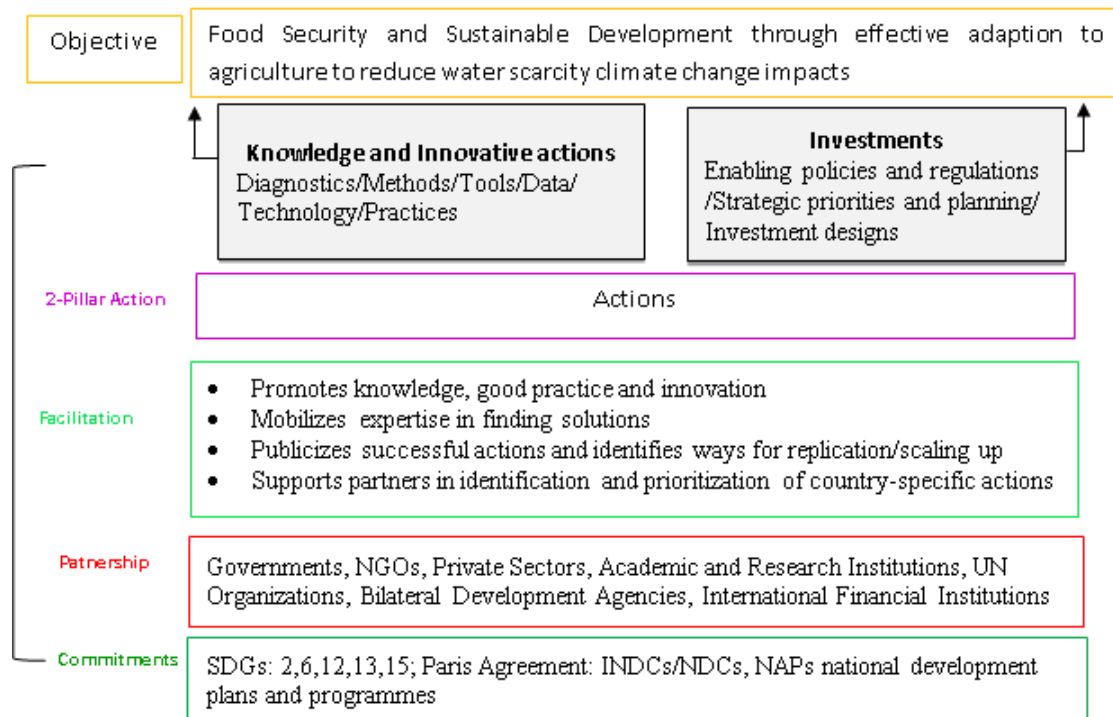 Objective
Food Security and Sustainable Development through effective adaption to
agriculture to reduce water scarcity climate change impacts
Knowledge and Innovative actions
Diagnostics/Methods/Tools/Data/
Technology/Practices
Investments
Enabling policies and regulations
/Strategic priorities and planning/
Investment designs
2-Pillar Action
Actions
Facilitation
• Promotes knowledge, good practice and innovation
• Mobilizes expertise in finding solutions
• Publicizes successful actions and identifies ways for replication/scaling up
• Supports partners in identification and prioritization of country-specific actions
Patnership
Governments, NGOs, Private Sectors, Academic and Research Institutions, UN
Organizations, Bilateral Development Agencies, International Financial Institutions
Commitments
SDGs: 2,6,12,13,15; Paris Agreement: INDCs/NDCs, NAPs national development
plans and programmes